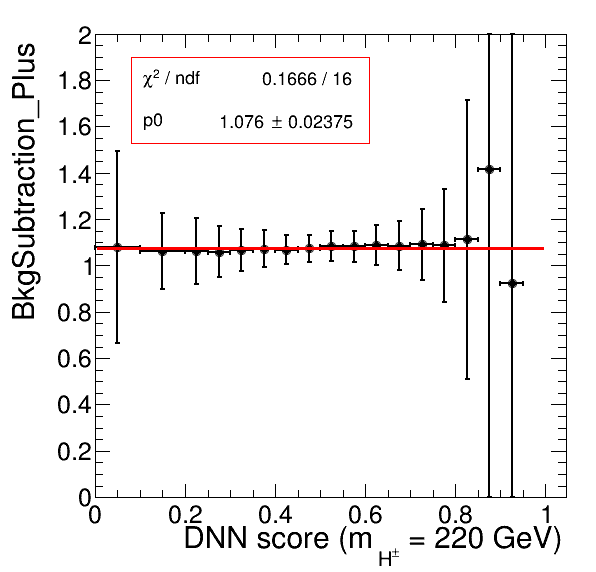 BkgSubtraction_Plus
χ² / ndf 0.1666 / 16
p0 1.076 ± 0.02375
2
1.8
1.6
1.4
1.2
1
0.8
0.6
0.4
0.2
0
0 0.2 0.4 0.6 0.8 1
DNN score (m_H± = 220 GeV)